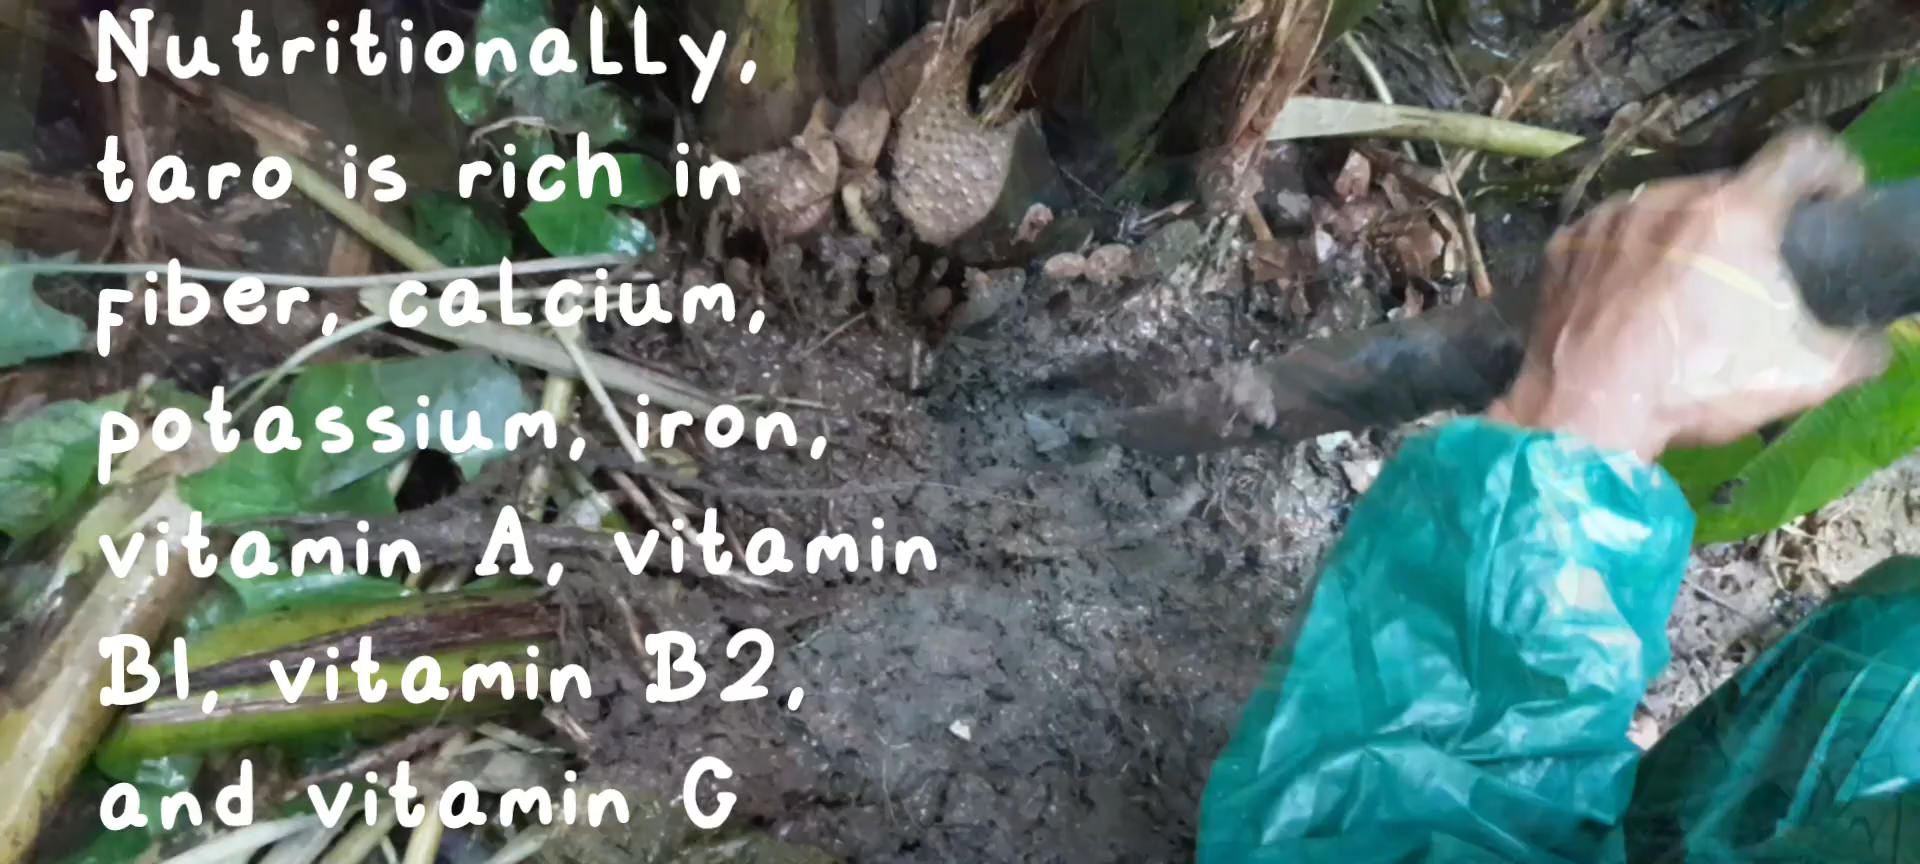 Nutritionally,
taro is rich in
fiber, calcium,
potassium, iron,
vitamin A, vitamin
B1, vitamin B2,
and vitamin C